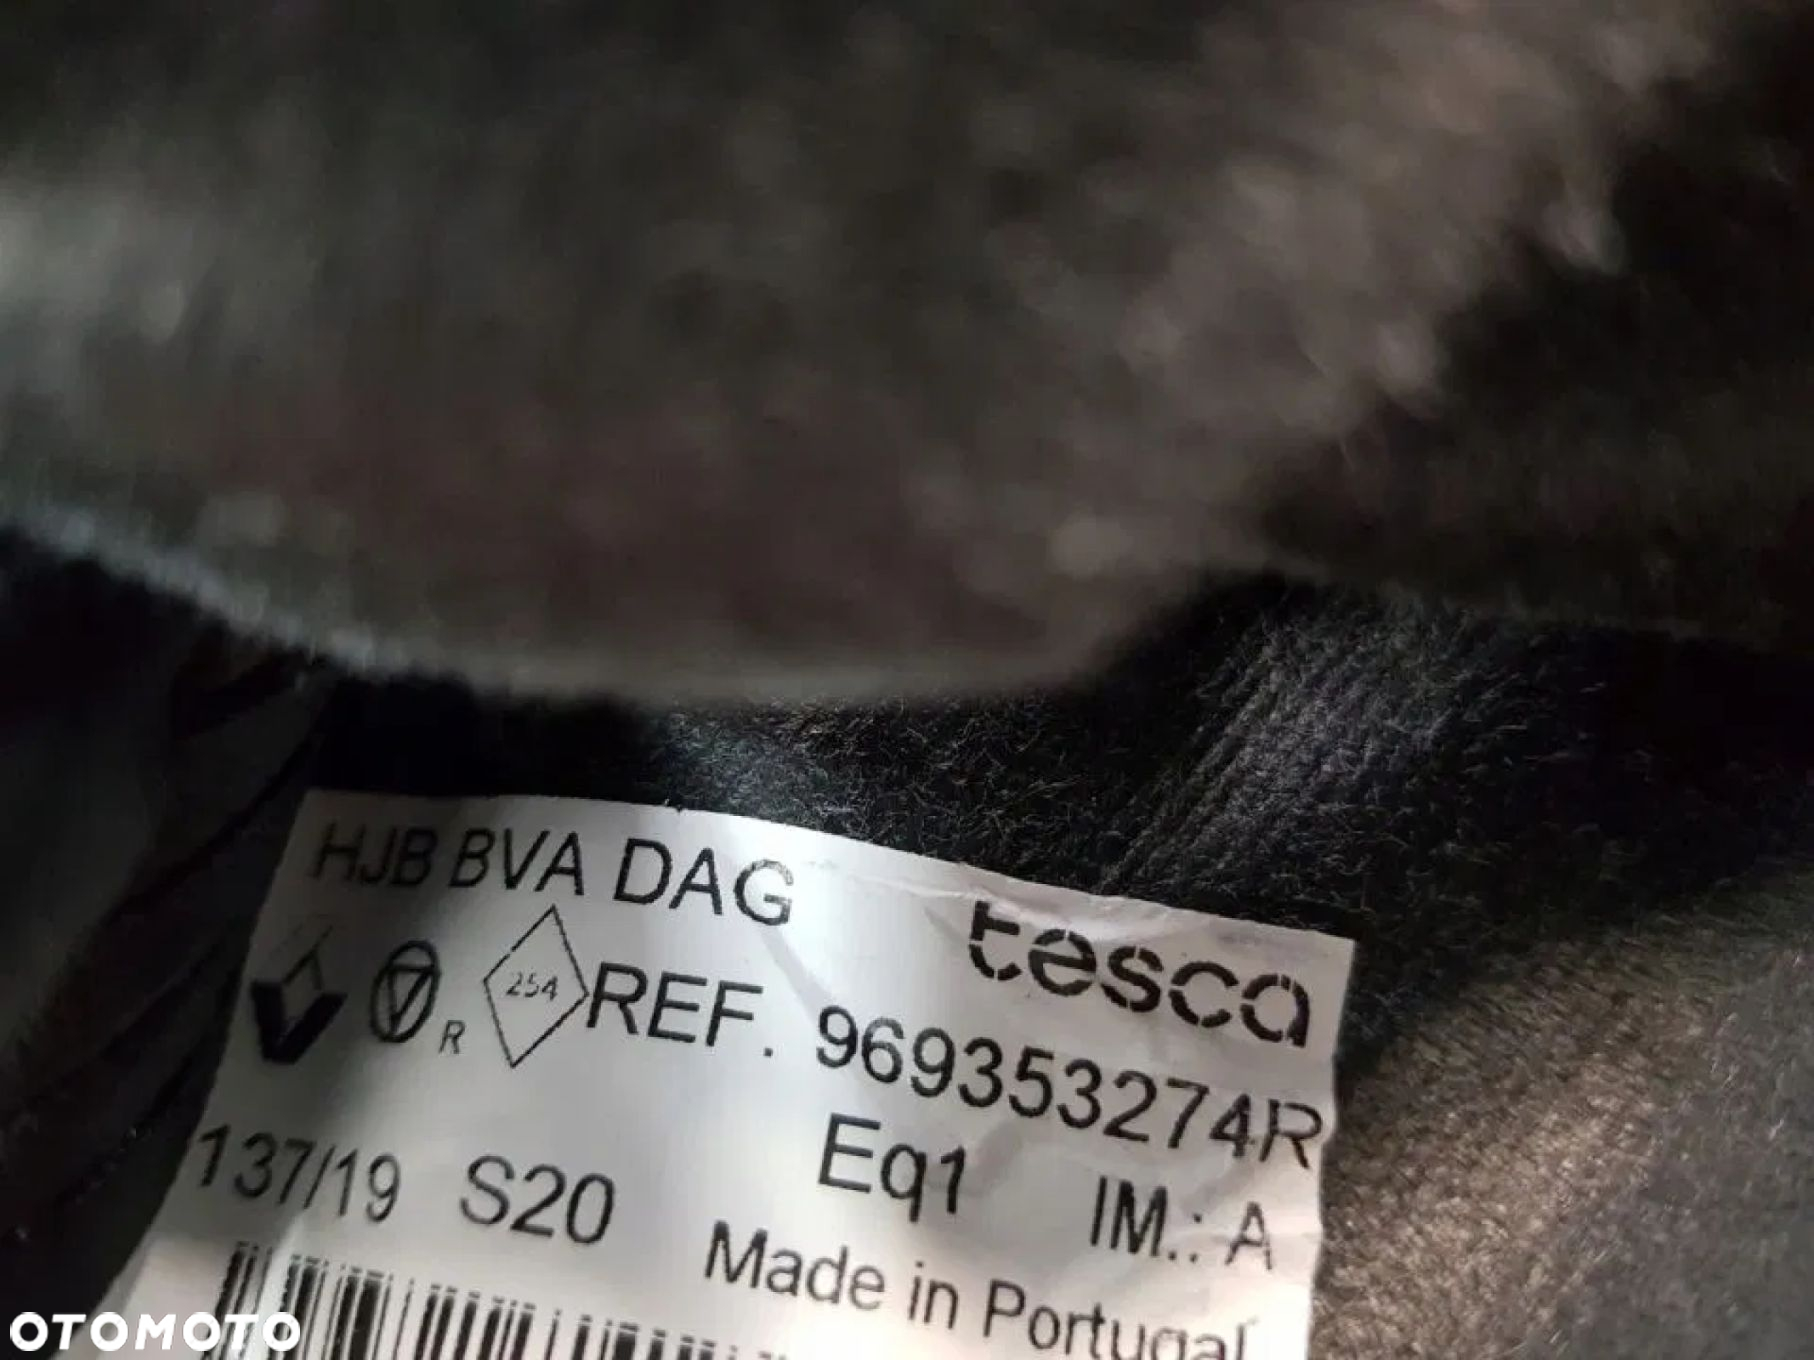 HJB BVA DAG
tesca
R 254 REF. 969353274R
137/19 S20 Eq1 IM.: A
Made in Portugal
OTOMOTO